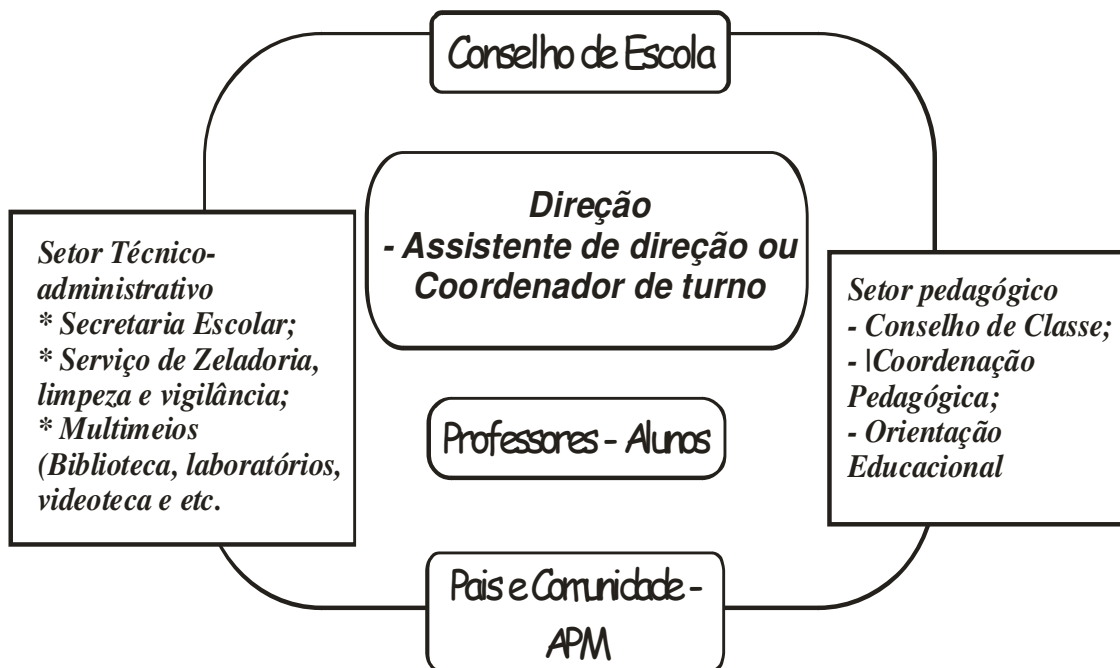 Conselho de Escola
Direção
- Assistente de direção ou
Coordenador de turno
Setor Técnico-
administrativo
* Secretaria Escolar;
* Serviço de Zeladoria,
limpeza e vigilância;
* Multimeios
(Biblioteca, laboratórios,
videoteca e etc.
Setor pedagógico
- Conselho de Classe;
- |Coordenação
Pedagógica;
- Orientação
Educacional
Professores - Alunos
Pais e Comunidade -
APM